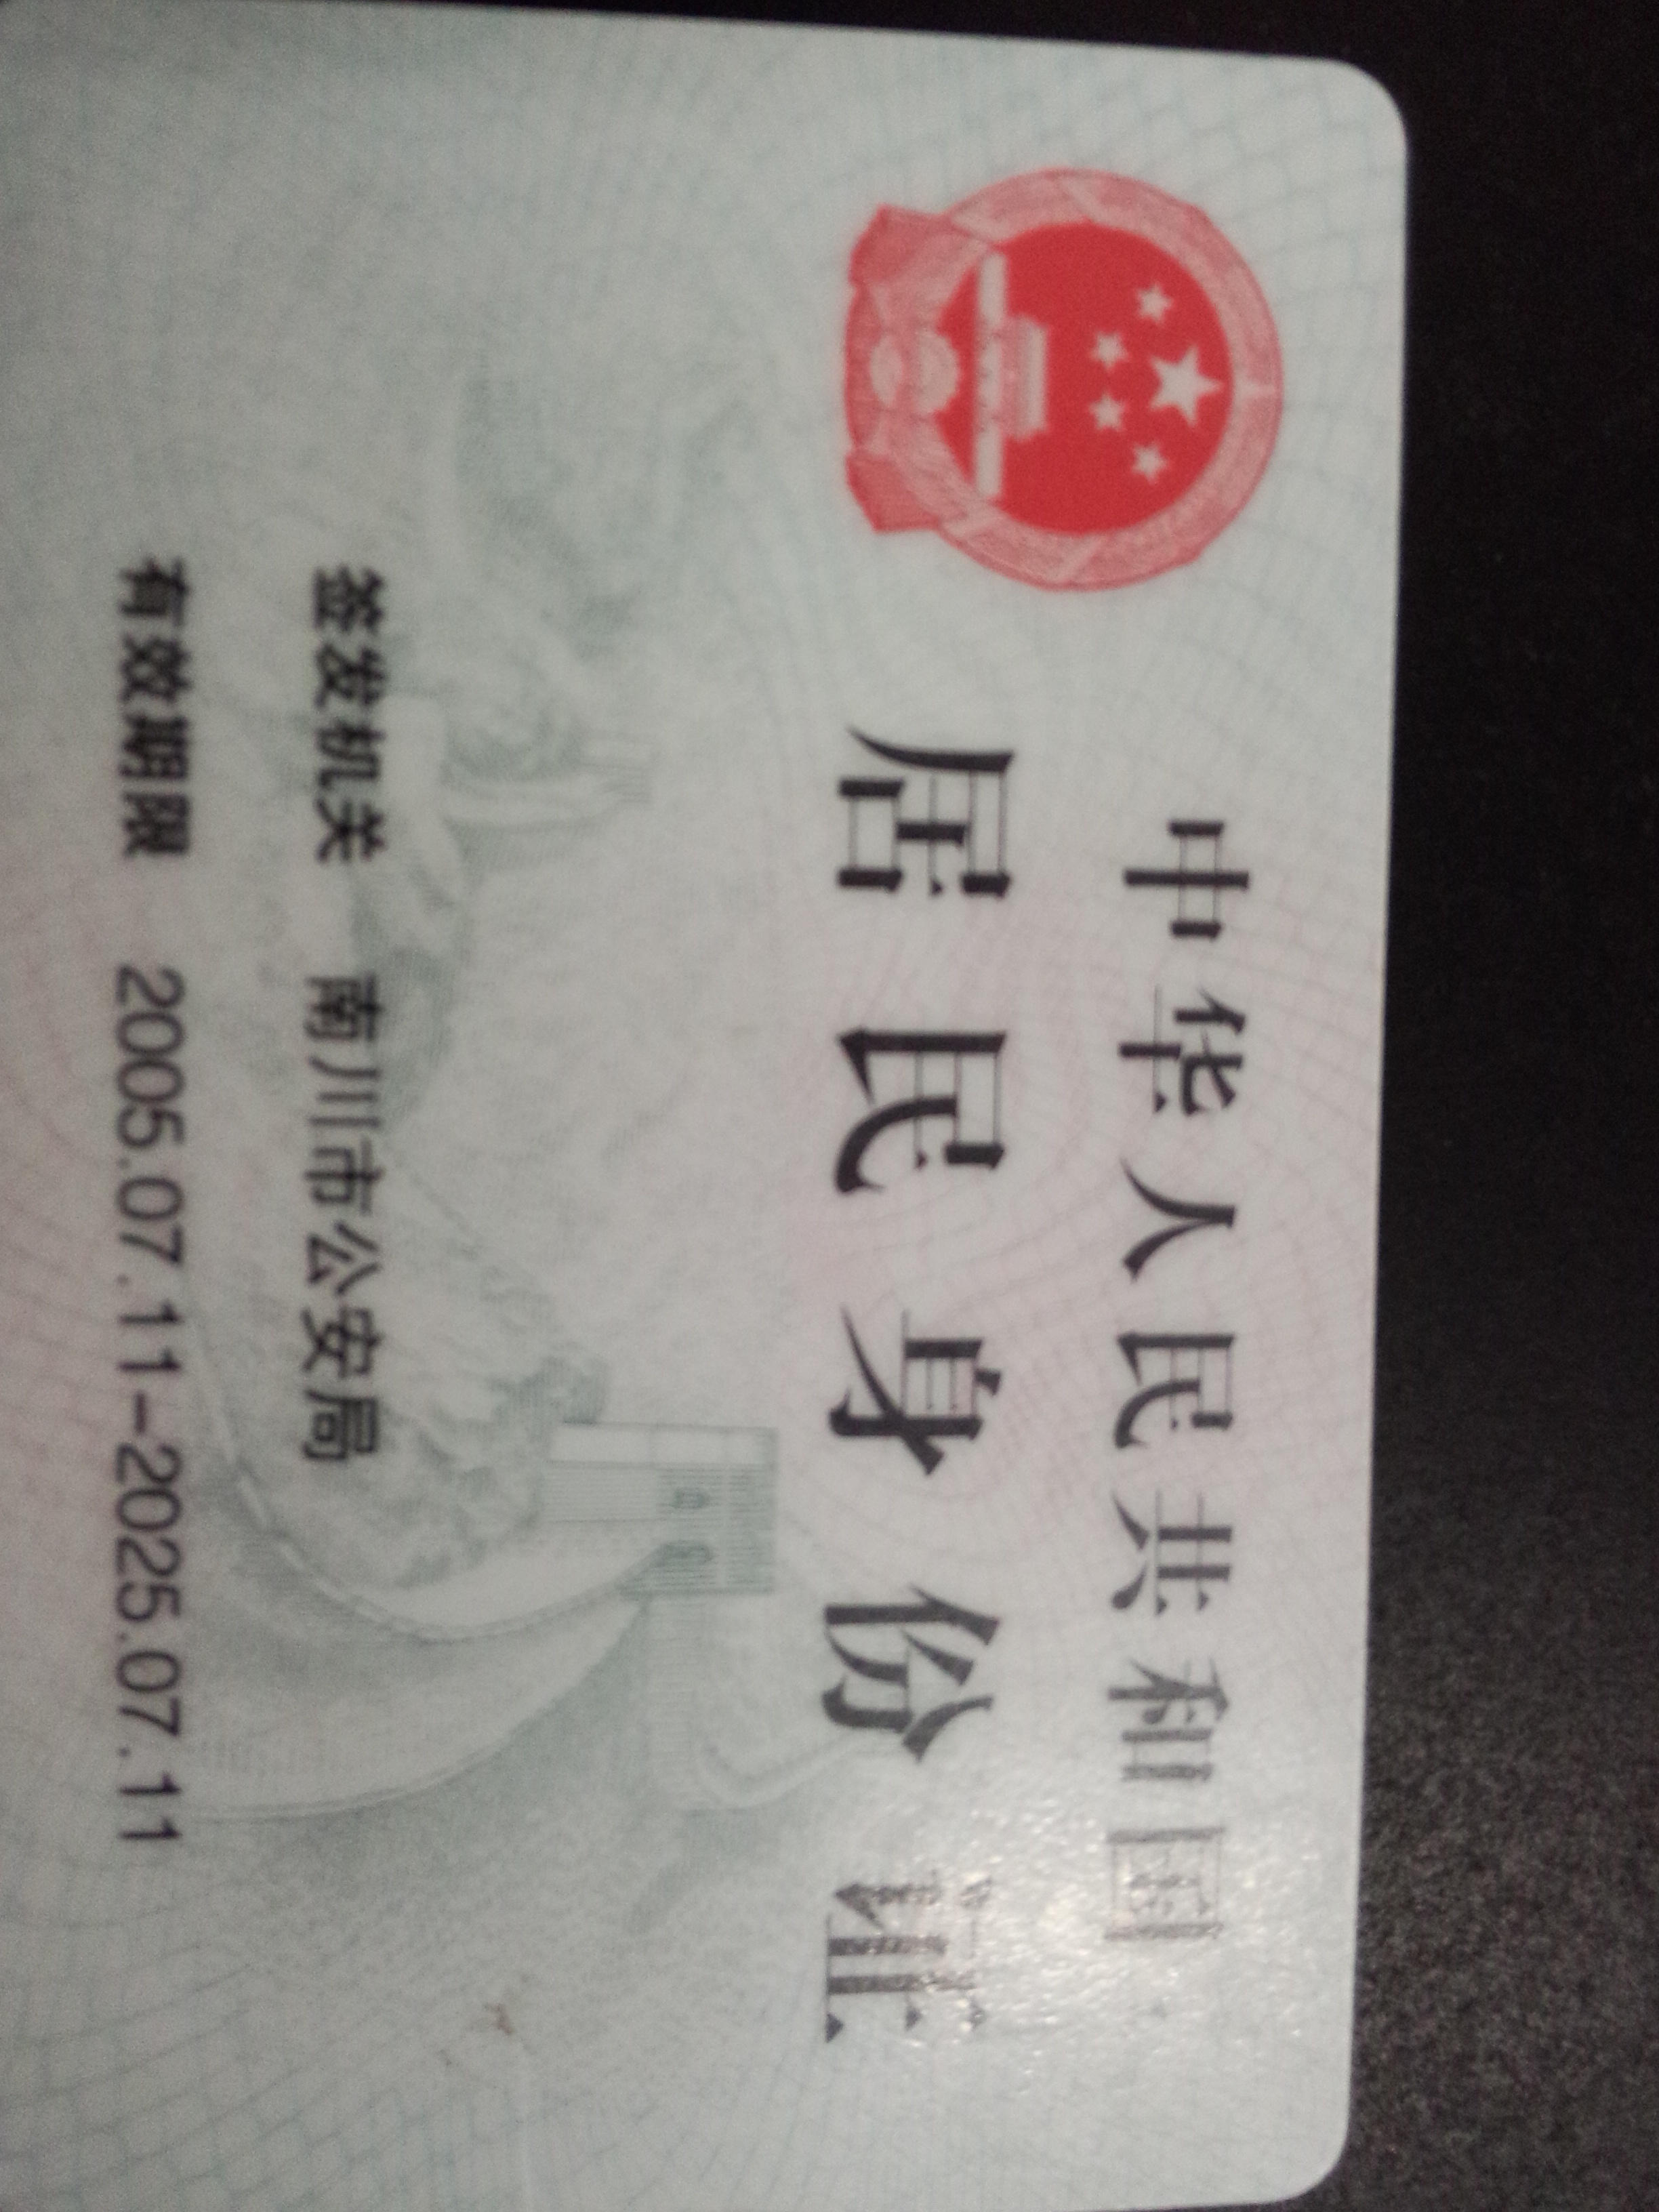 中华人民共和国
居民身份证
签发机关 南川市公安局
有效期限 2005.07.11-2025.07.11